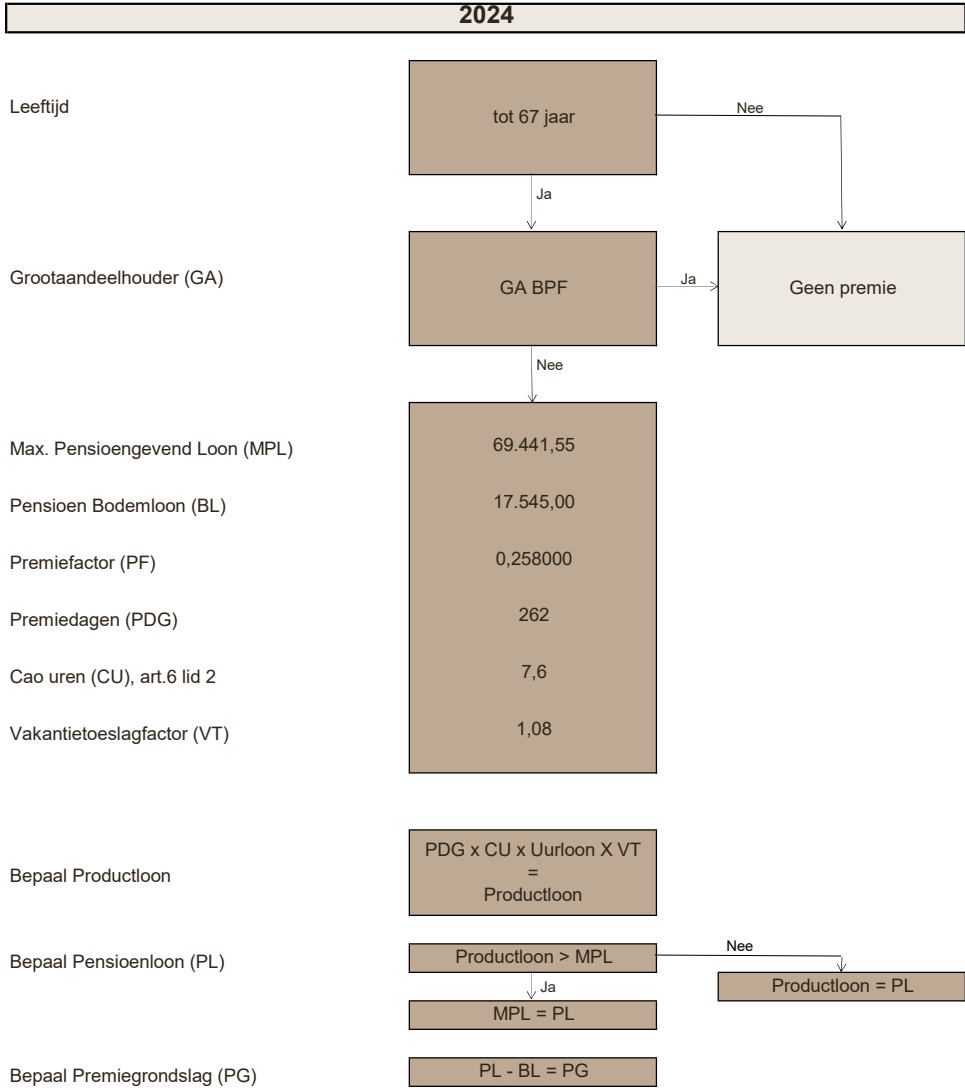 2024
Leeftijd
tot 67 jaar
Nee
Ja
Grootaandeelhouder (GA)
GA BPF
Ja
Geen premie
Nee
Max. Pensioengevend Loon (MPL)
69.441,55
Pensioen Bodemloon (BL)
17.545,00
Premiefactor (PF)
0,258000
Premiedagen (PDG)
262
Cao uren (CU), art.6 lid 2
7,6
Vakantietoeslagfactor (VT)
1,08
Bepaal Productloon
PDG x CU x Uurloon X VT
=
Productloon
Bepaal Pensioenloon (PL)
Productloon > MPL
Nee
Productloon = PL
Ja
MPL = PL
Bepaal Premiegrondslag (PG)
PL - BL = PG